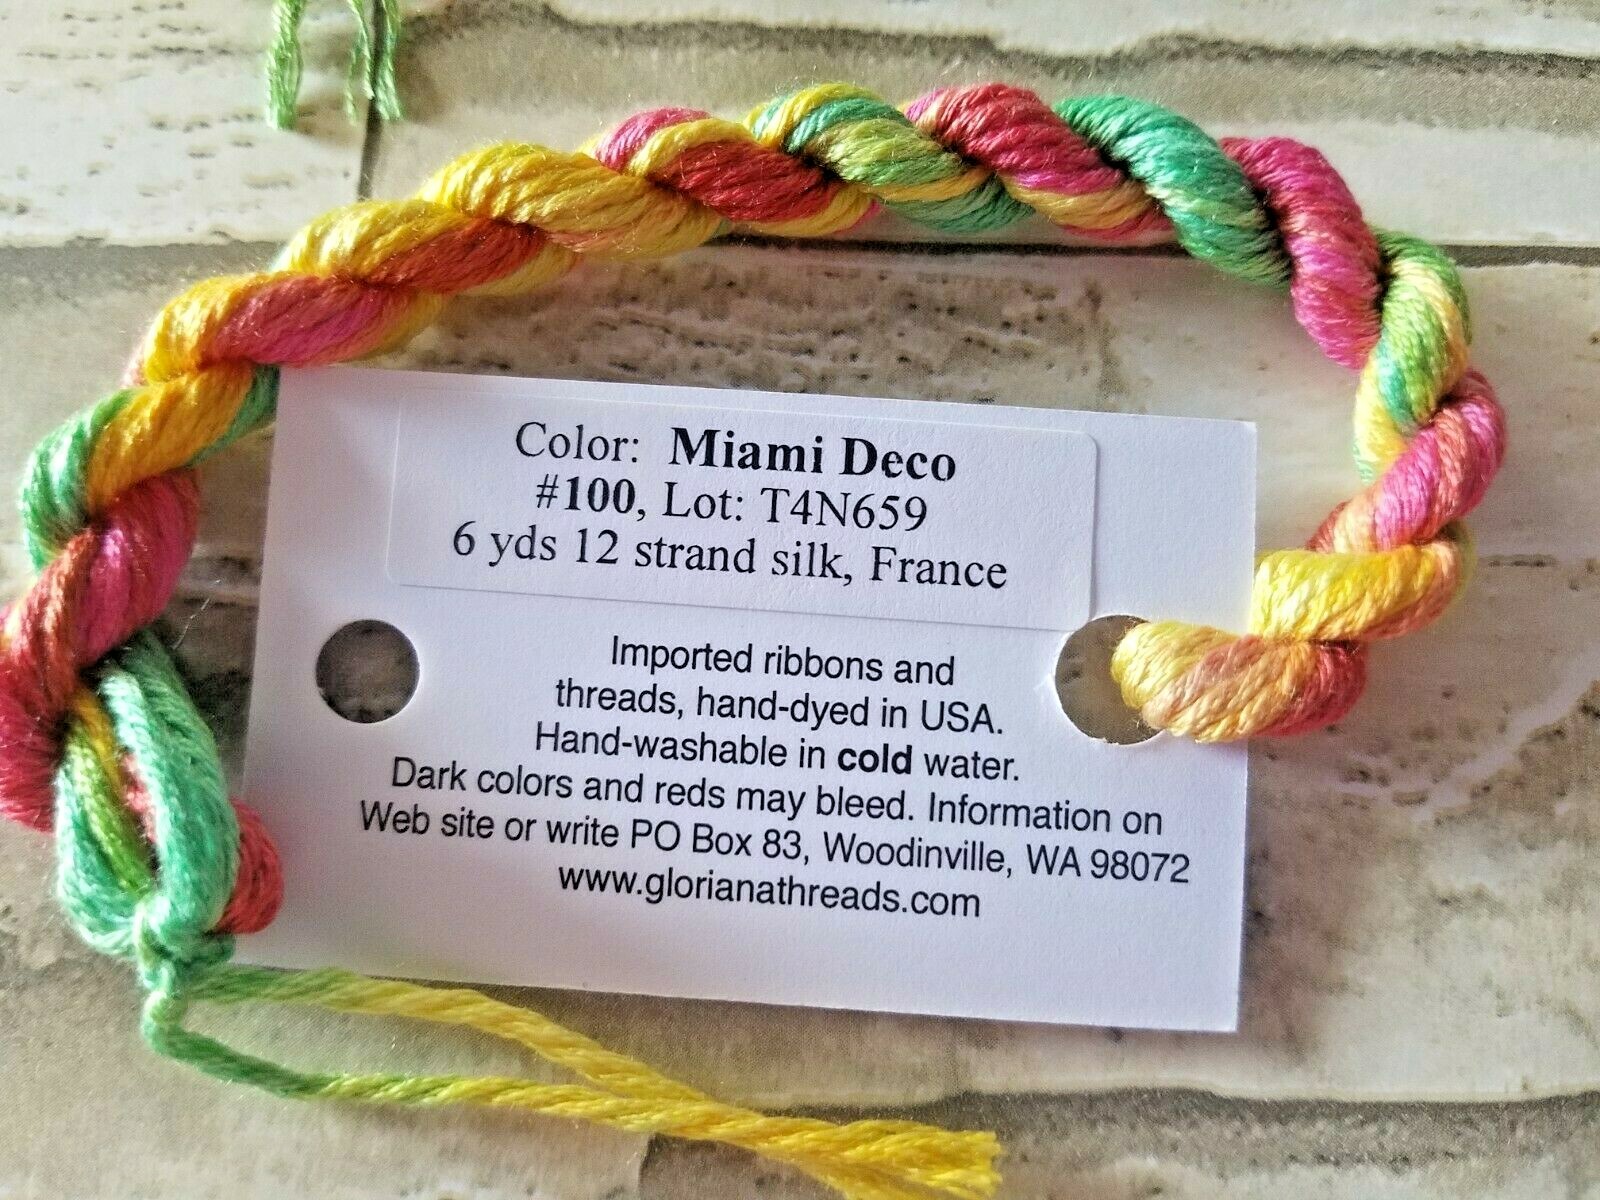 Color: Miami Deco
#100, Lot: T4N659
6 yds 12 strand silk, France
Imported ribbons and
threads, hand-dyed in USA.
Hand-washable in cold water.
Dark colors and reds may bleed. Information on
Web site or write PO Box 83, Woodinville, WA 98072
www.glorianathreads.com